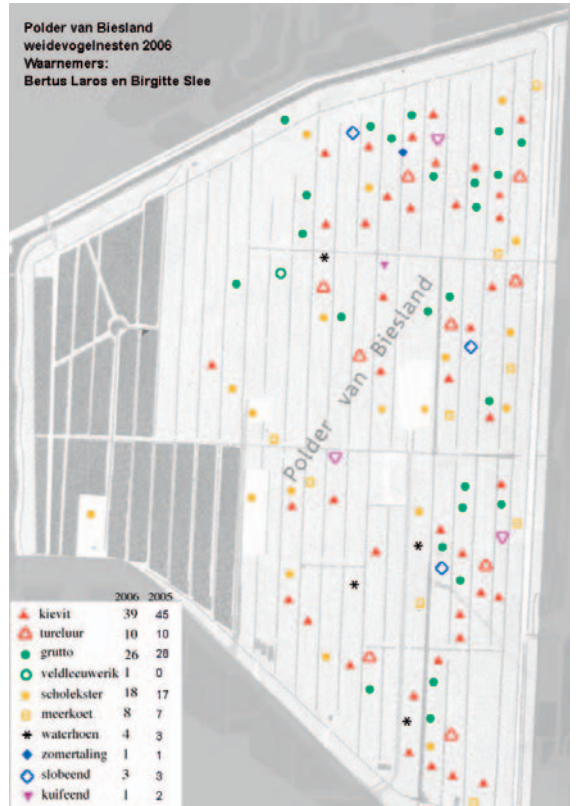 Polder van Biesland
weidevogelnesten 2006
Waarnemers:
Bertus Laros en Birgitte Slee
Polder van Biesland
2006 2005
kievit 39 45
tureluur 10 10
grutto 26 28
veldleeuwerik 1 0
scholekster 18 17
meerkoet 8 7
waterhoen 4 3
zomertaling 1 1
slobeend 3 3
kuifeend 1 2